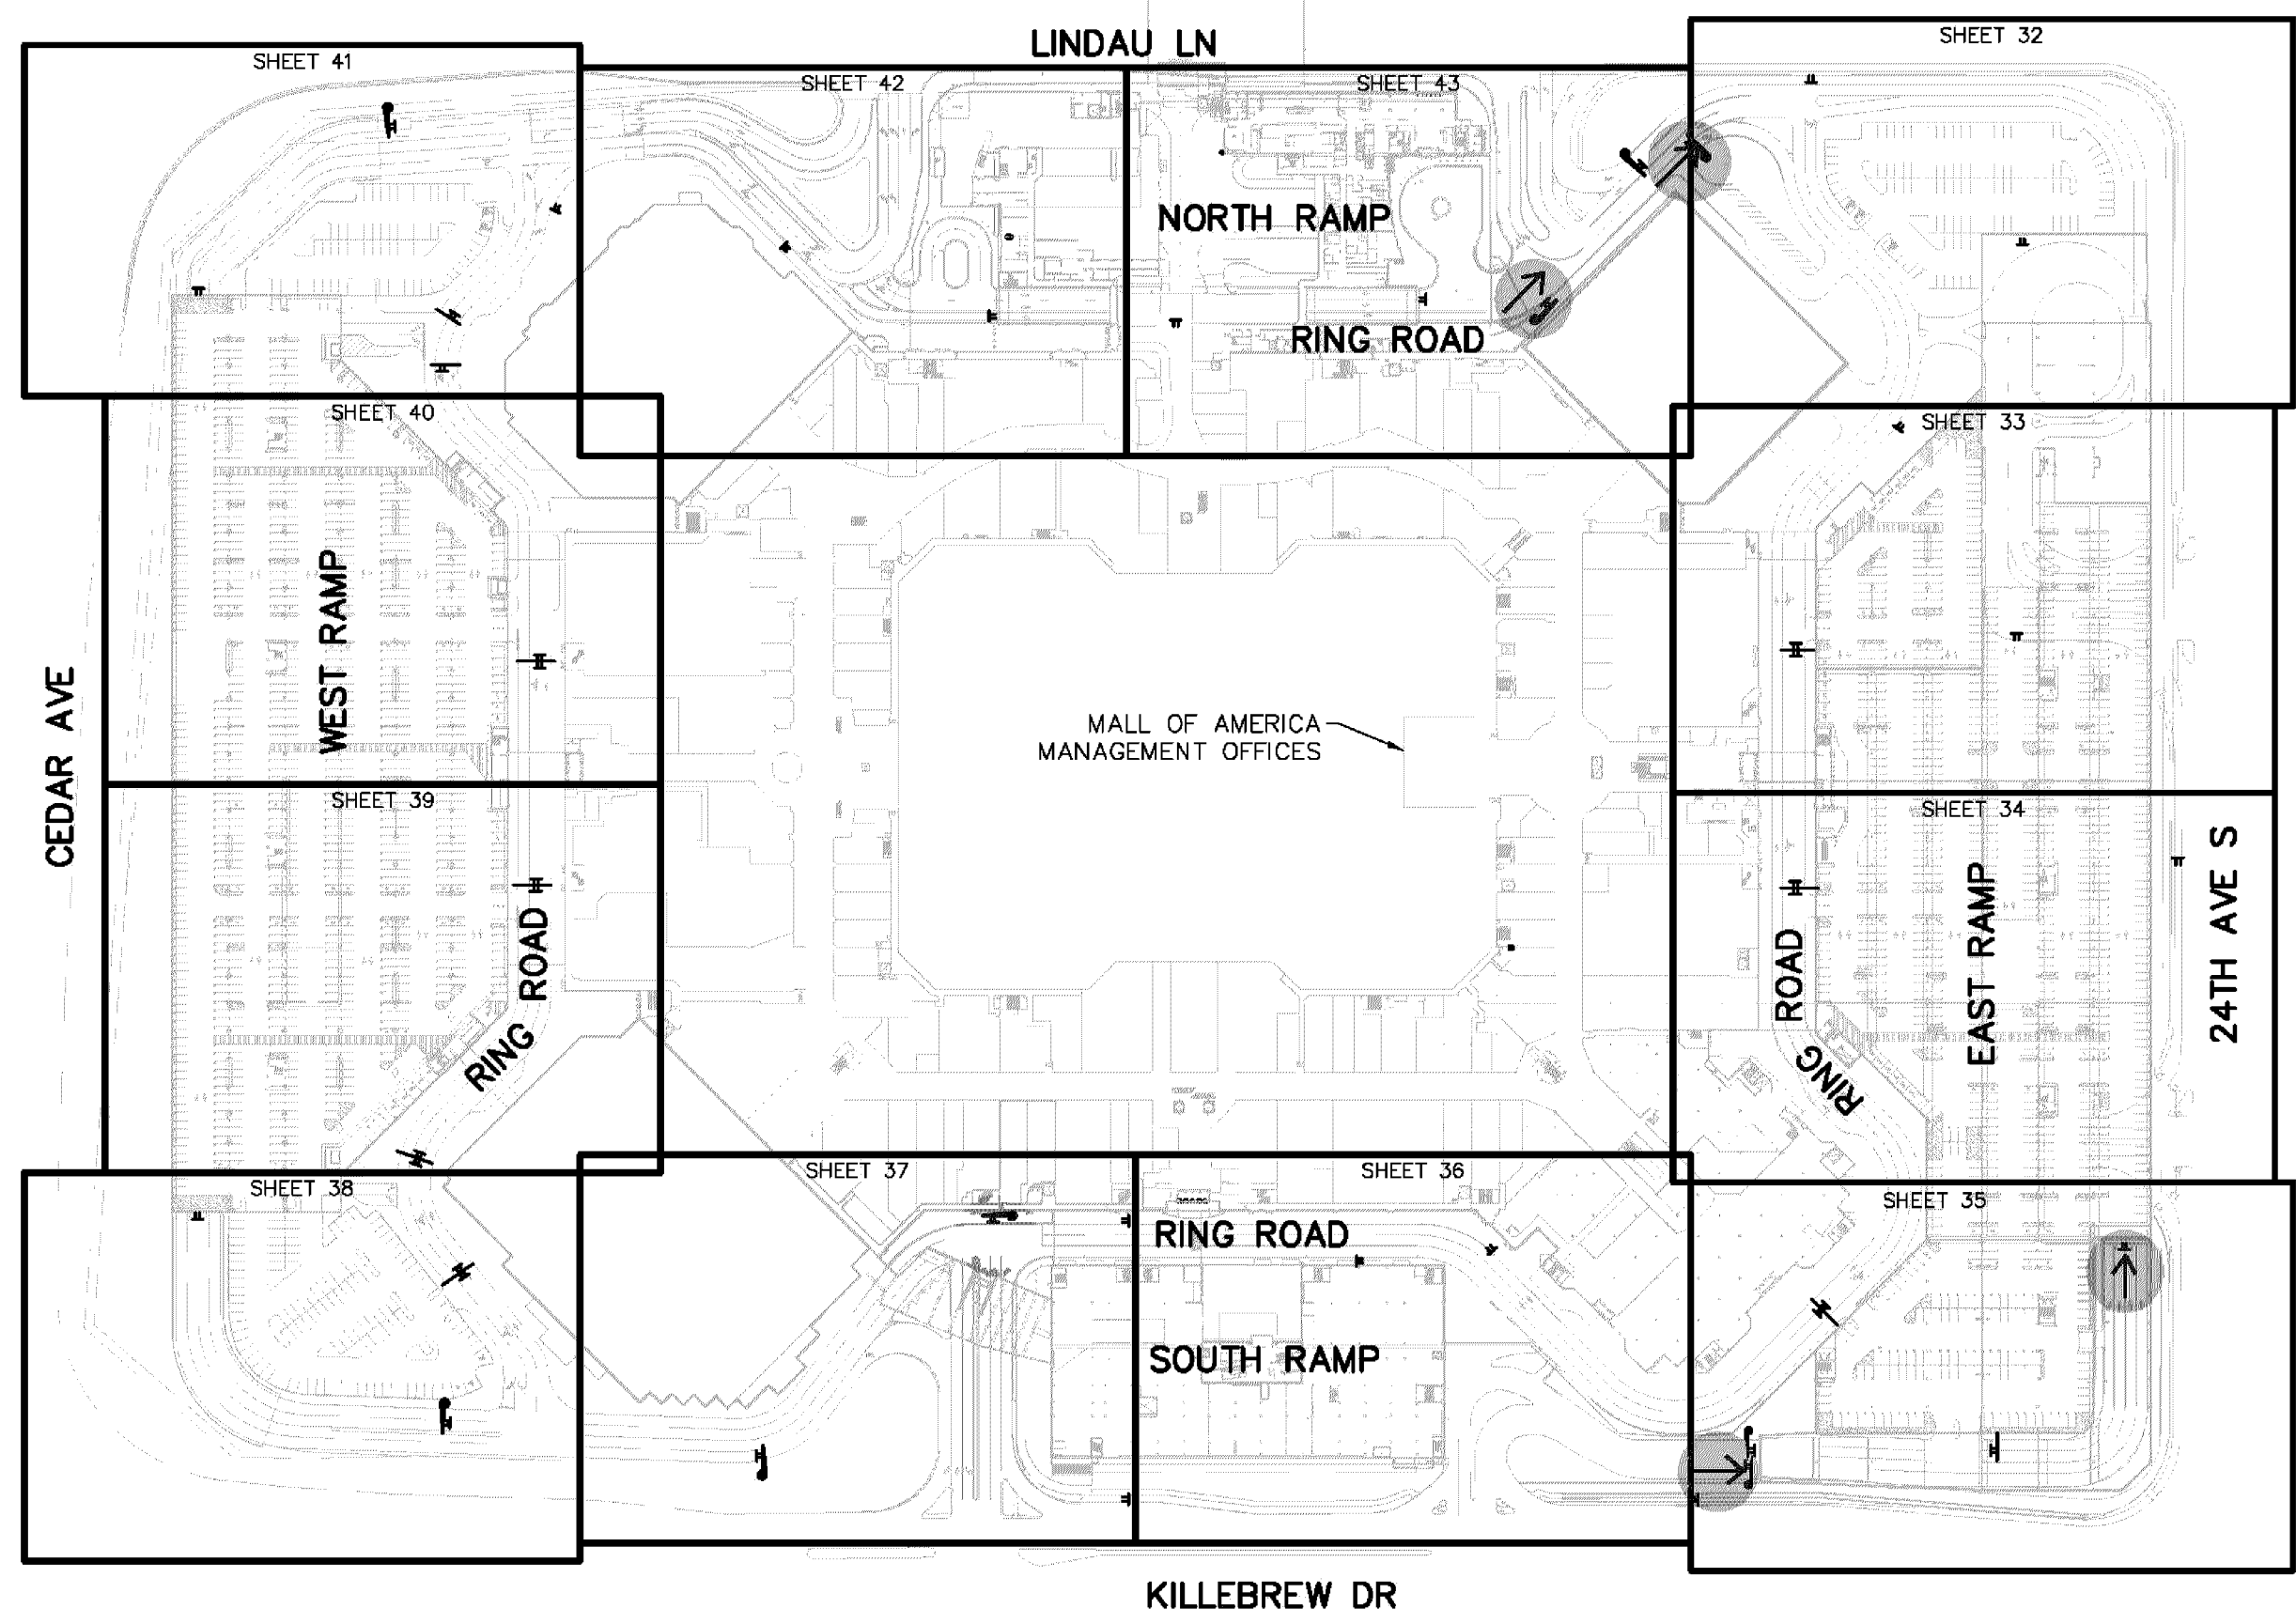 LINDAU LN
SHEET 32
SHEET 41
SHEET 42
SHEET 43
NORTH RAMP
RING ROAD
SHEET 40
SHEET 33
WEST RAMP
CEDAR AVE
MALL OF AMERICA
MANAGEMENT OFFICES
SHEET 39
SHEET 34
ROAD
RING
ROAD
RING
EAST RAMP
24TH AVE S
SHEET 38
SHEET 37
SHEET 36
SHEET 35
RING ROAD
SOUTH RAMP
KILLEBREW DR